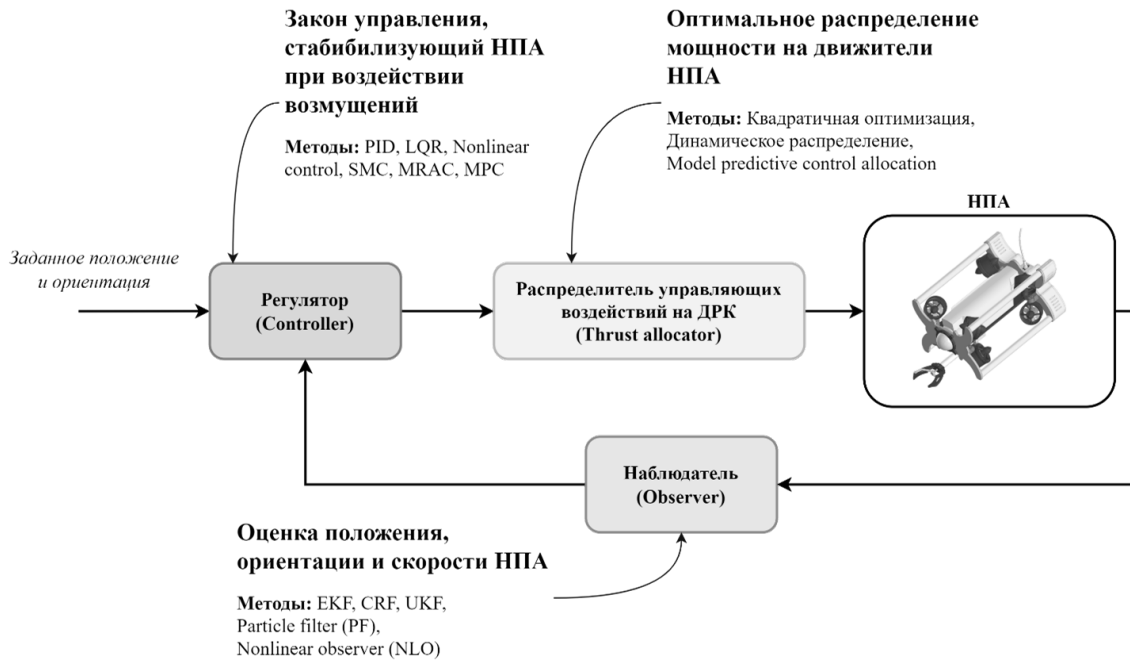 Закон управления,
стабибилизующий НПА
при воздействии
возмущений
Методы: PID, LQR, Nonlinear
control, SMC, MRAC, MPC
Оптимальное распределение
мощности на движители
НПА
Методы: Квадратичная оптимизация,
Динамическое распределение,
Model predictive control allocation
НПА
Заданное положение
и ориентация
Регулятор
(Controller)
Распределитель управляющих
воздействий на ДРК
(Thrust allocator)
Наблюдатель
(Observer)
Оценка положения,
ориентации и скорости НПА
Методы: EKF, CRF, UKF,
Particle filter (PF),
Nonlinear observer (NLO)